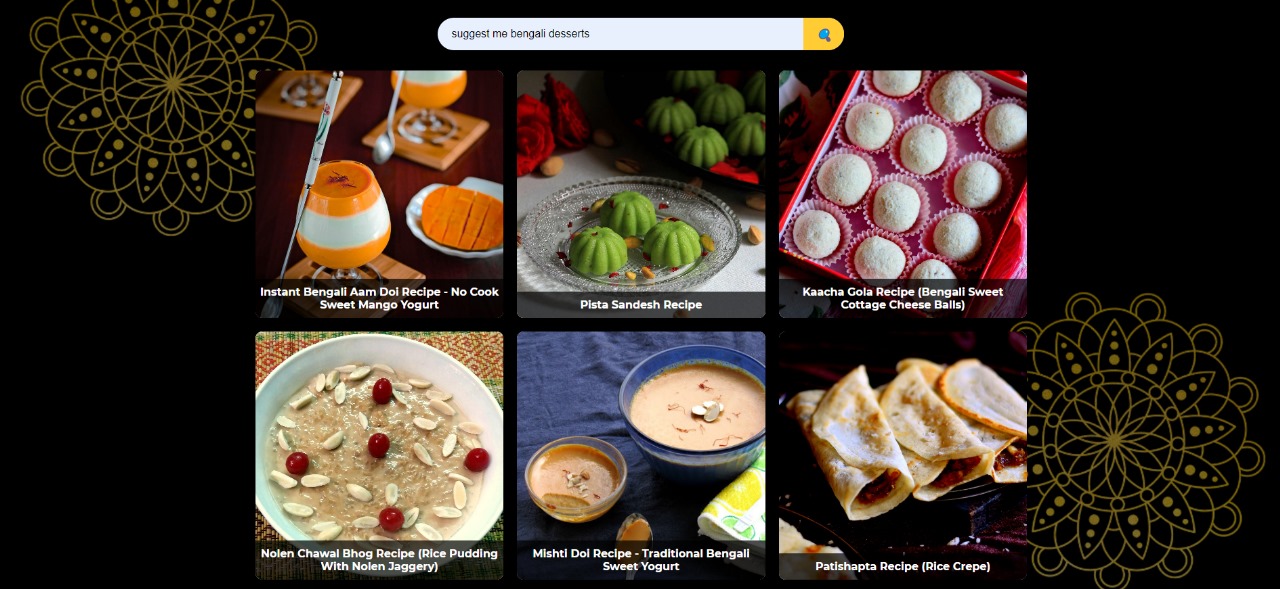 suggest me bengali desserts
Instant Bengali Aam Doi Recipe - No Cook
Sweet Mango Yogurt
Pista Sandesh Recipe
Kaacha Gola Recipe (Bengali Sweet
Cottage Cheese Balls)
Nolen Chawal Bhog Recipe (Rice Pudding
With Nolen Jaggery)
Mishti Doi Recipe - Traditional Bengali
Sweet Yogurt
Patishapta Recipe (Rice Crepe)